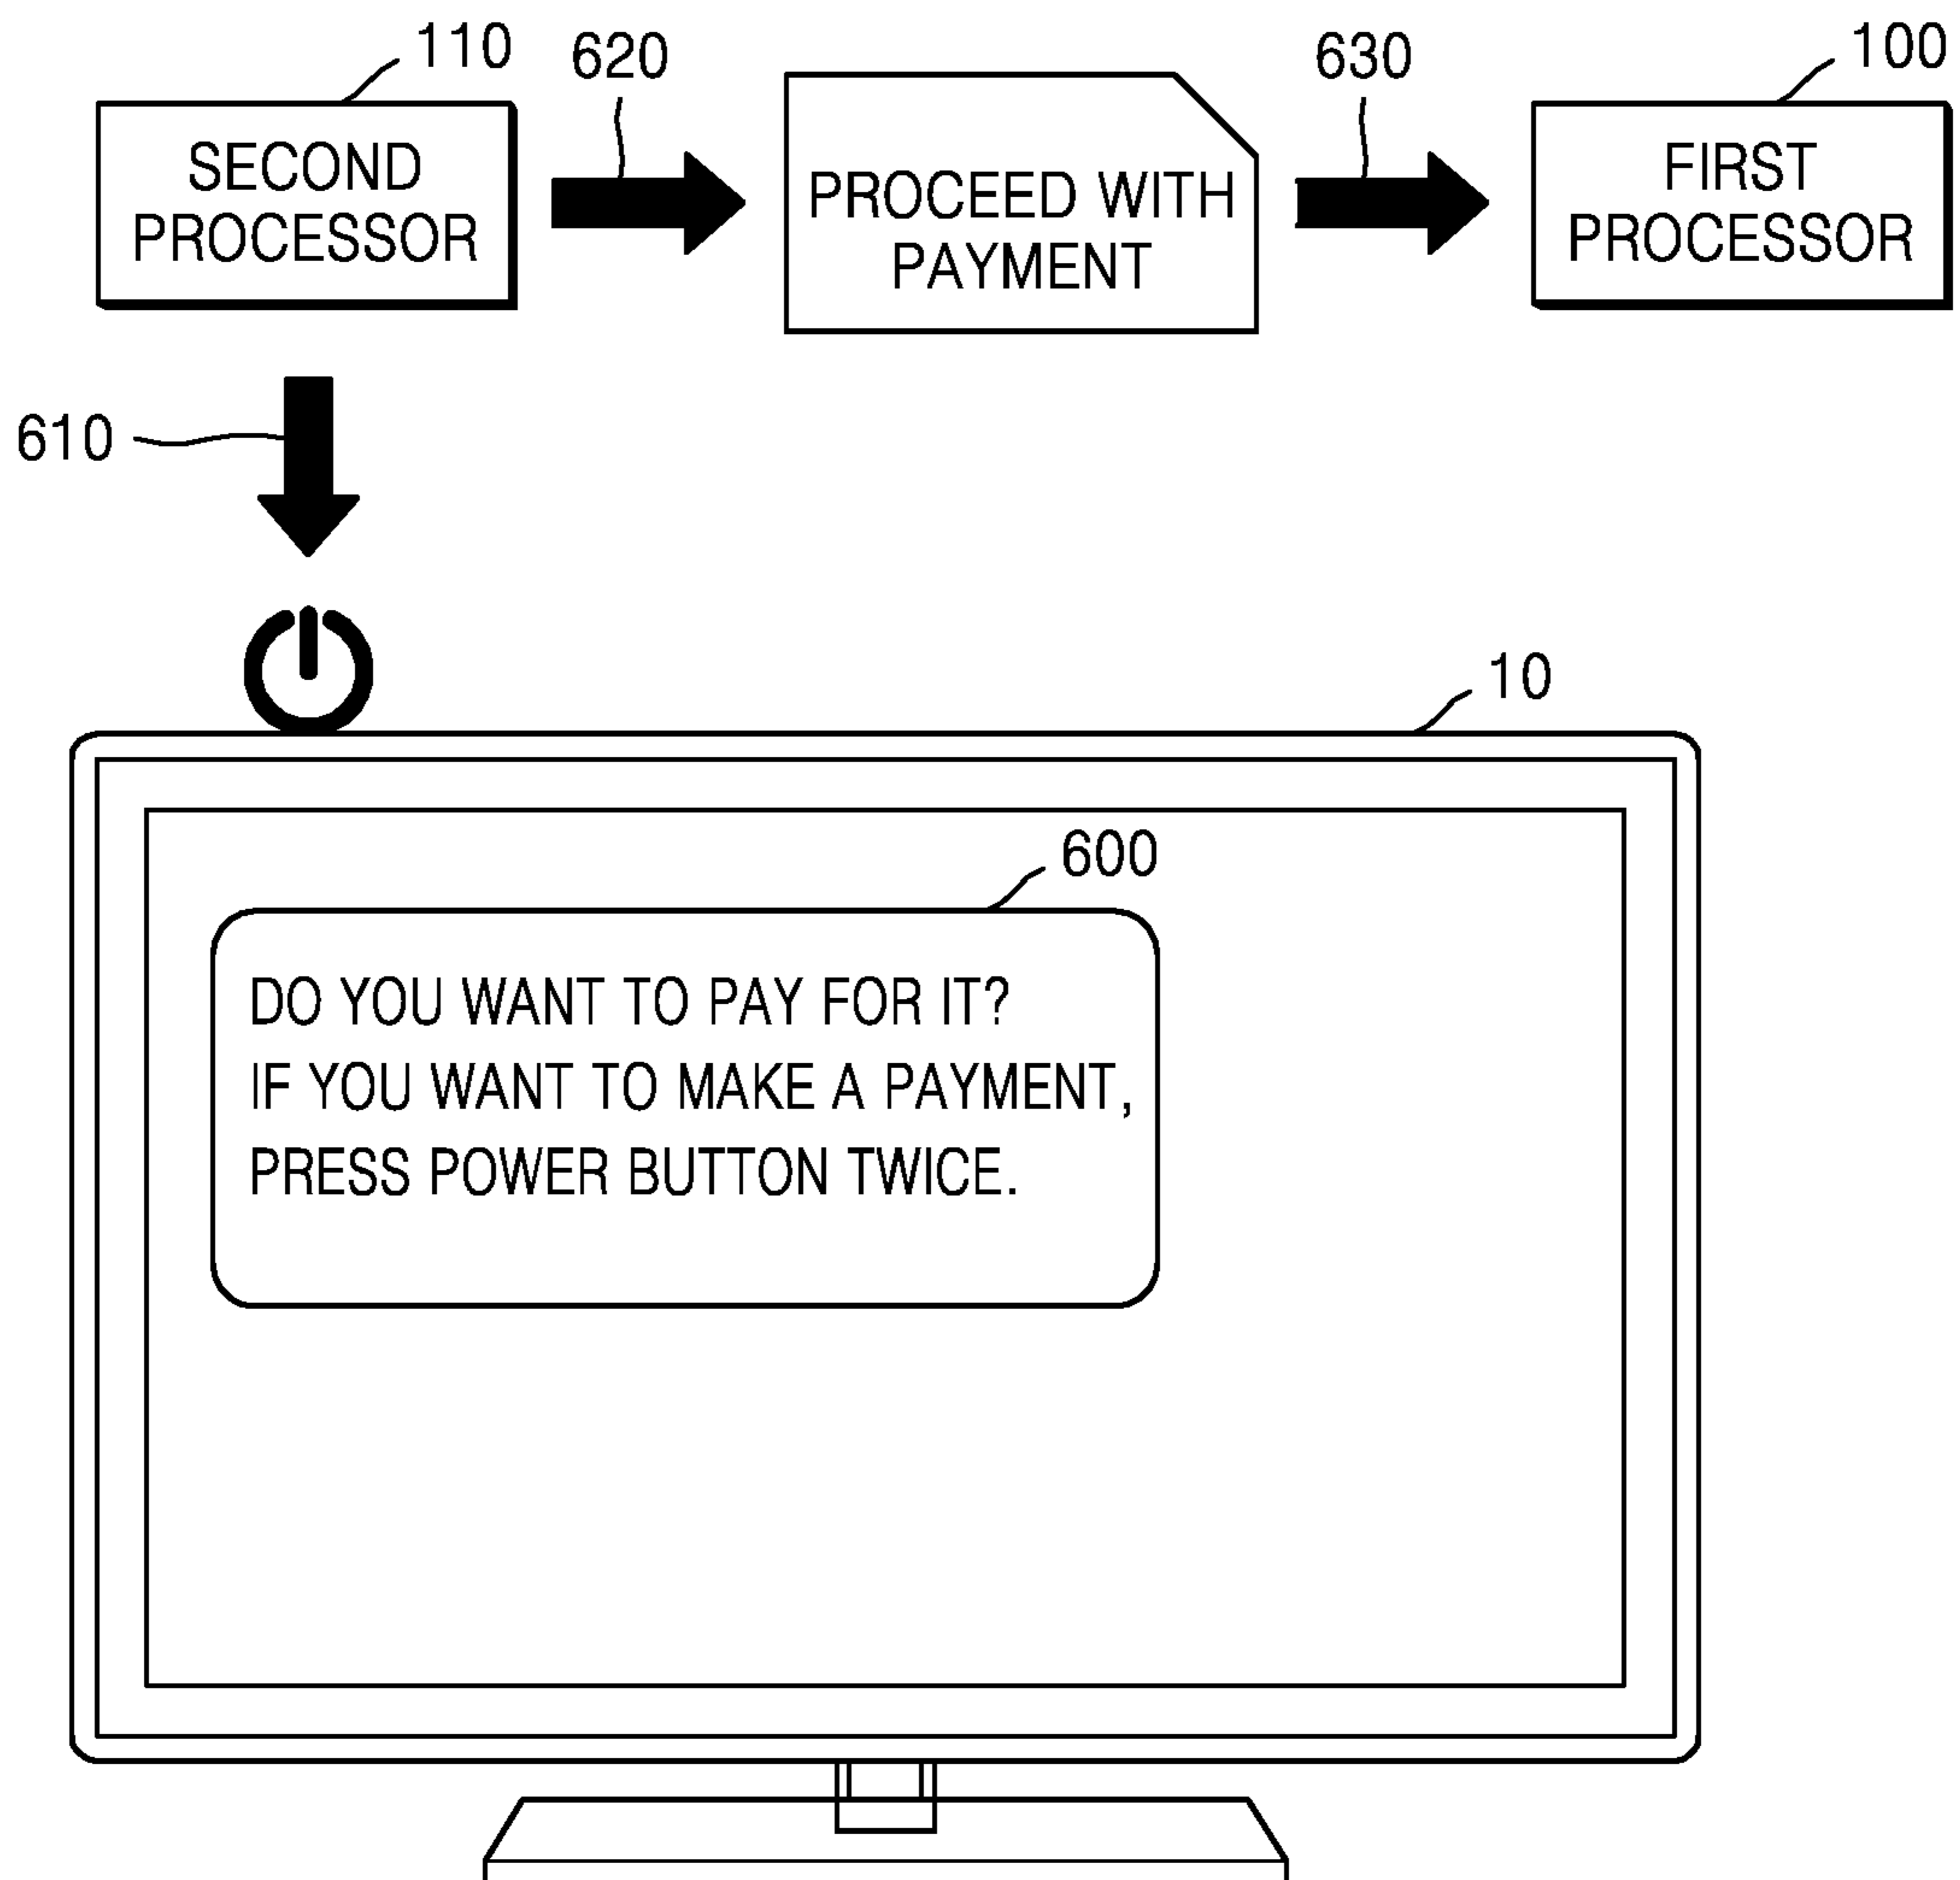 110
620
630
100
SECOND
PROCESSOR
PROCEED WITH
PAYMENT
FIRST
PROCESSOR
610
10
600
DO YOU WANT TO PAY FOR IT?
IF YOU WANT TO MAKE A PAYMENT,
PRESS POWER BUTTON TWICE.